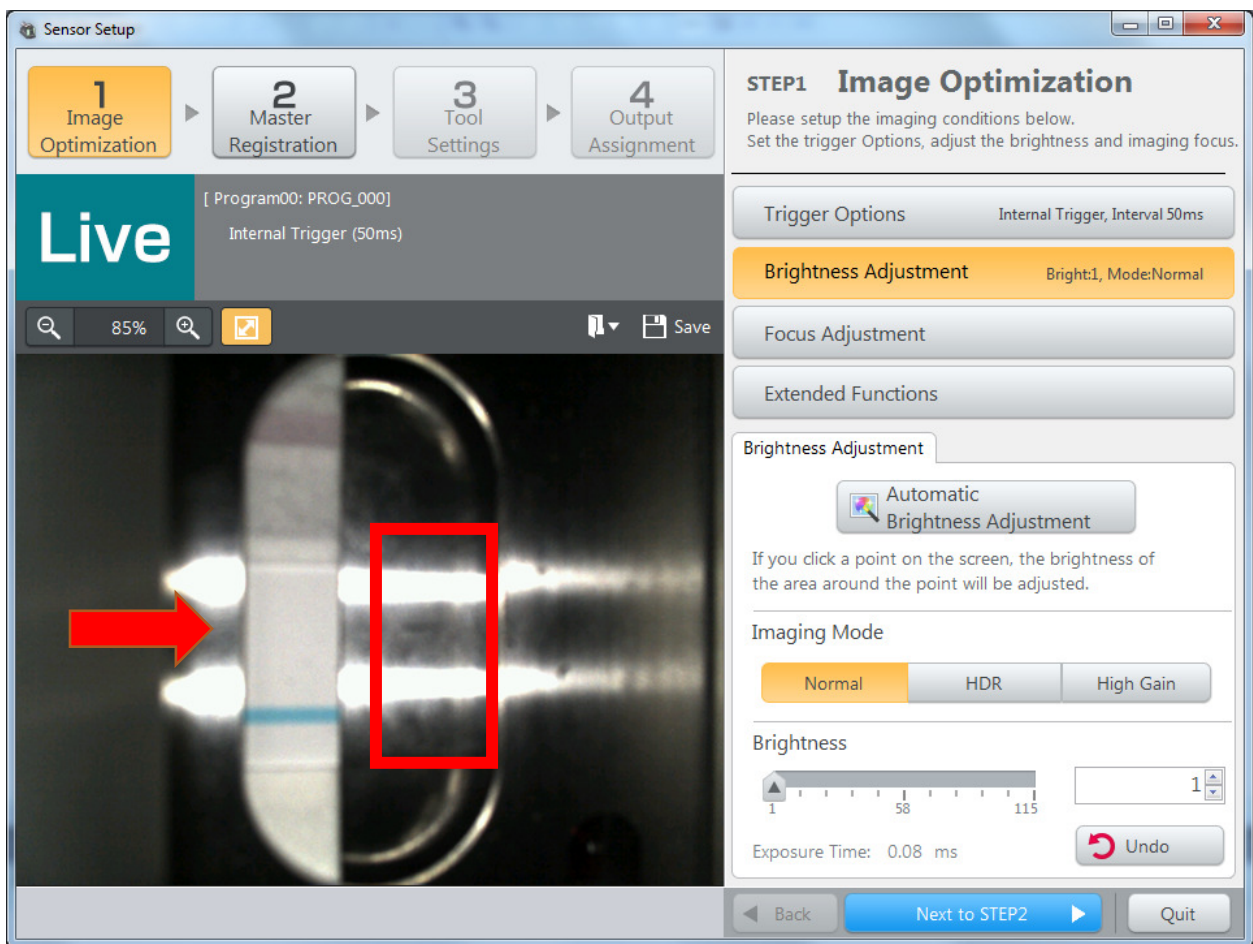 Sensor Setup
1
Image
Optimization
2
Master
Registration
3
Tool
Settings
4
Output
Assignment
Live
[ Program00: PROG_000]
Internal Trigger (50ms)
85%
Save
STEP1 Image Optimization
Please setup the imaging conditions below.
Set the trigger Options, adjust the brightness and imaging focus.
Trigger Options Internal Trigger, Interval 50ms
Brightness Adjustment Bright:1, Mode:Normal
Focus Adjustment
Extended Functions
Brightness Adjustment
Automatic
Brightness Adjustment
If you click a point on the screen, the brightness of
the area around the point will be adjusted.
Imaging Mode
Normal HDR High Gain
Brightness
1 58 115
1
Exposure Time: 0.08 ms
Undo
Back Next to STEP2 Quit